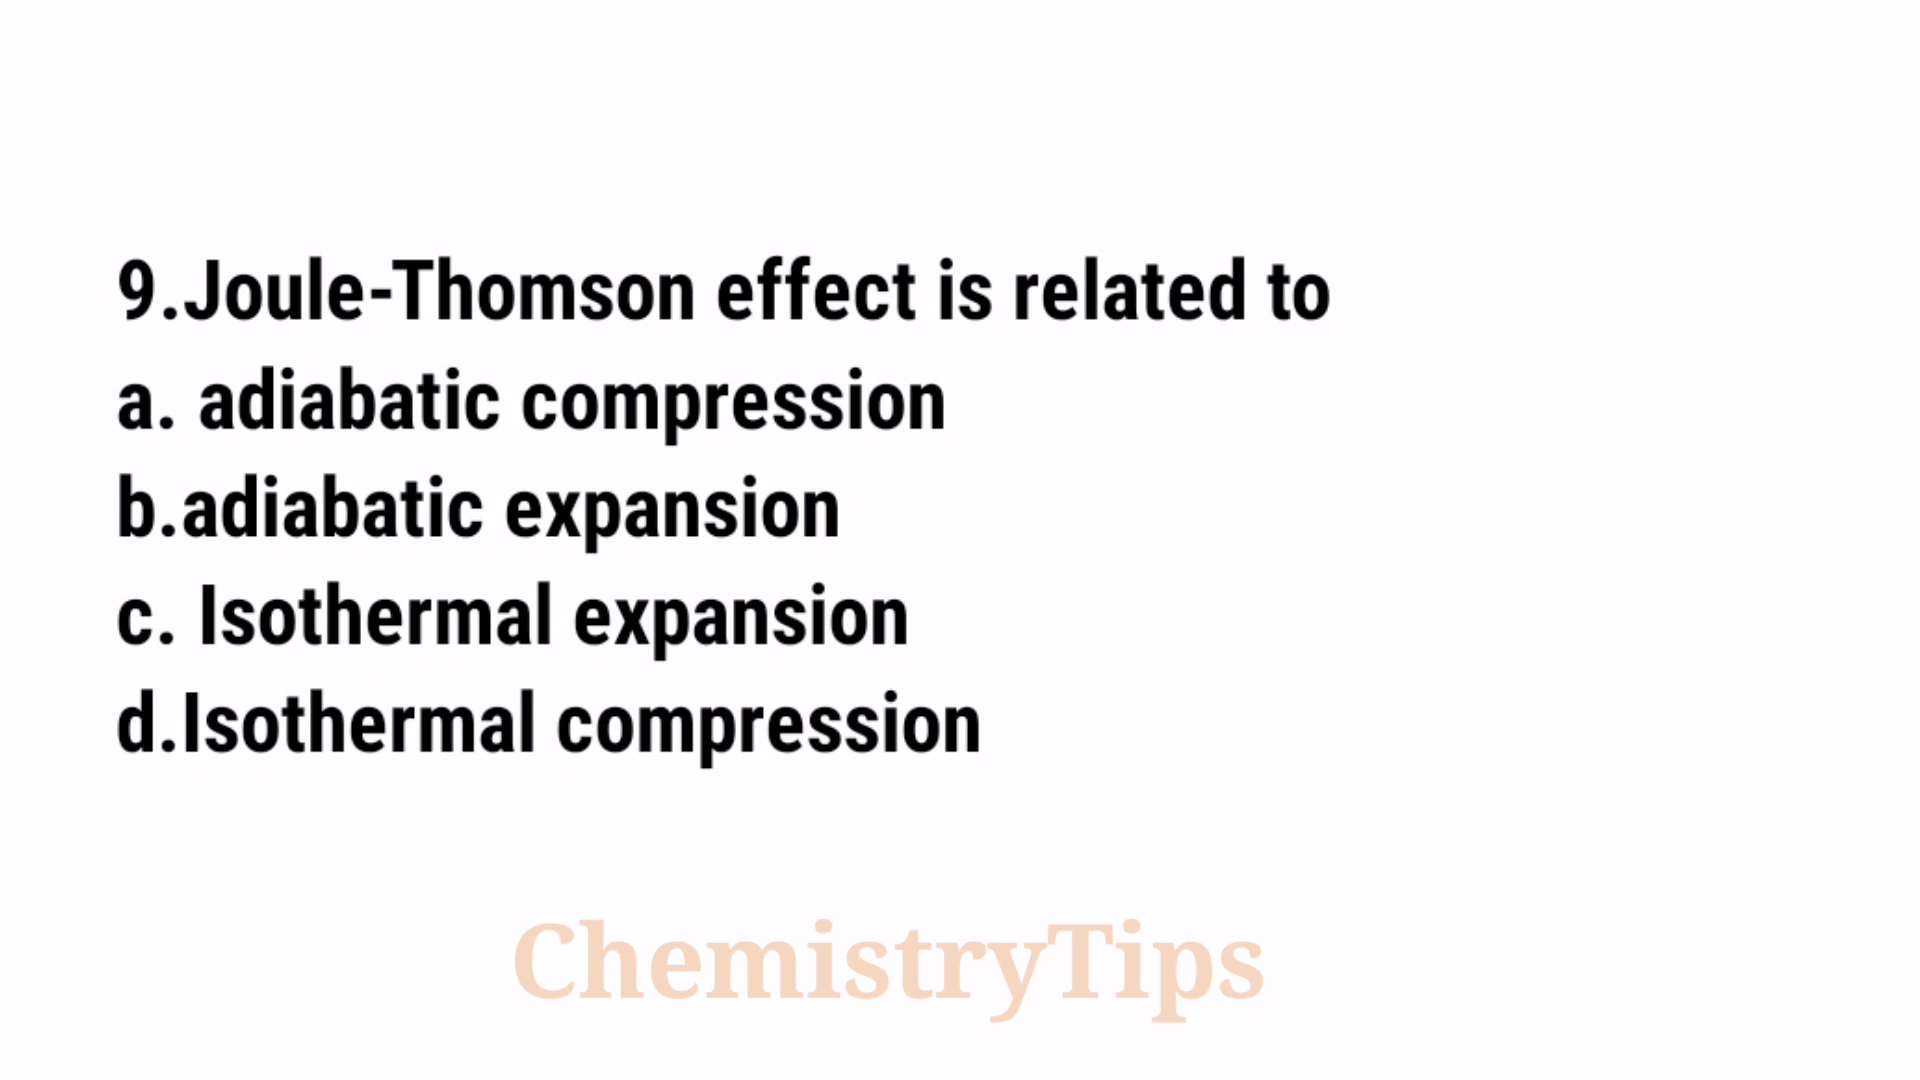 9.Joule-Thomson effect is related to
a. adiabatic compression
b.adiabatic expansion
c. Isothermal expansion
d.Isothermal compression
ChemistryTips